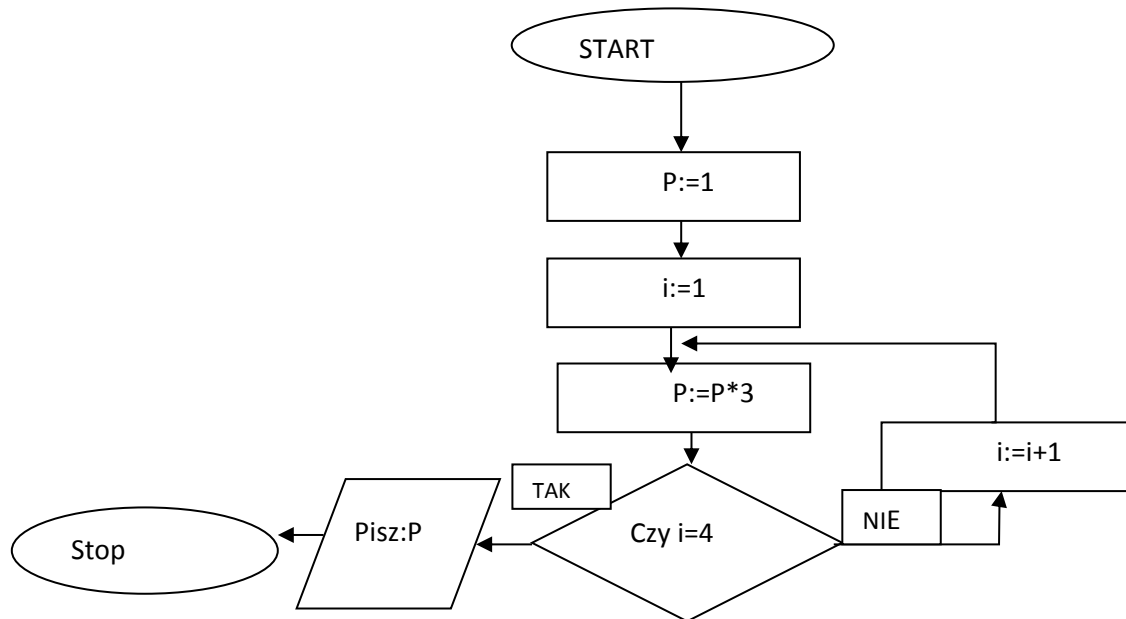 START
P:=1
i:=1
P:=P*3
i:=i+1
TAK
NIE
Czy i=4
Pisz:P
Stop